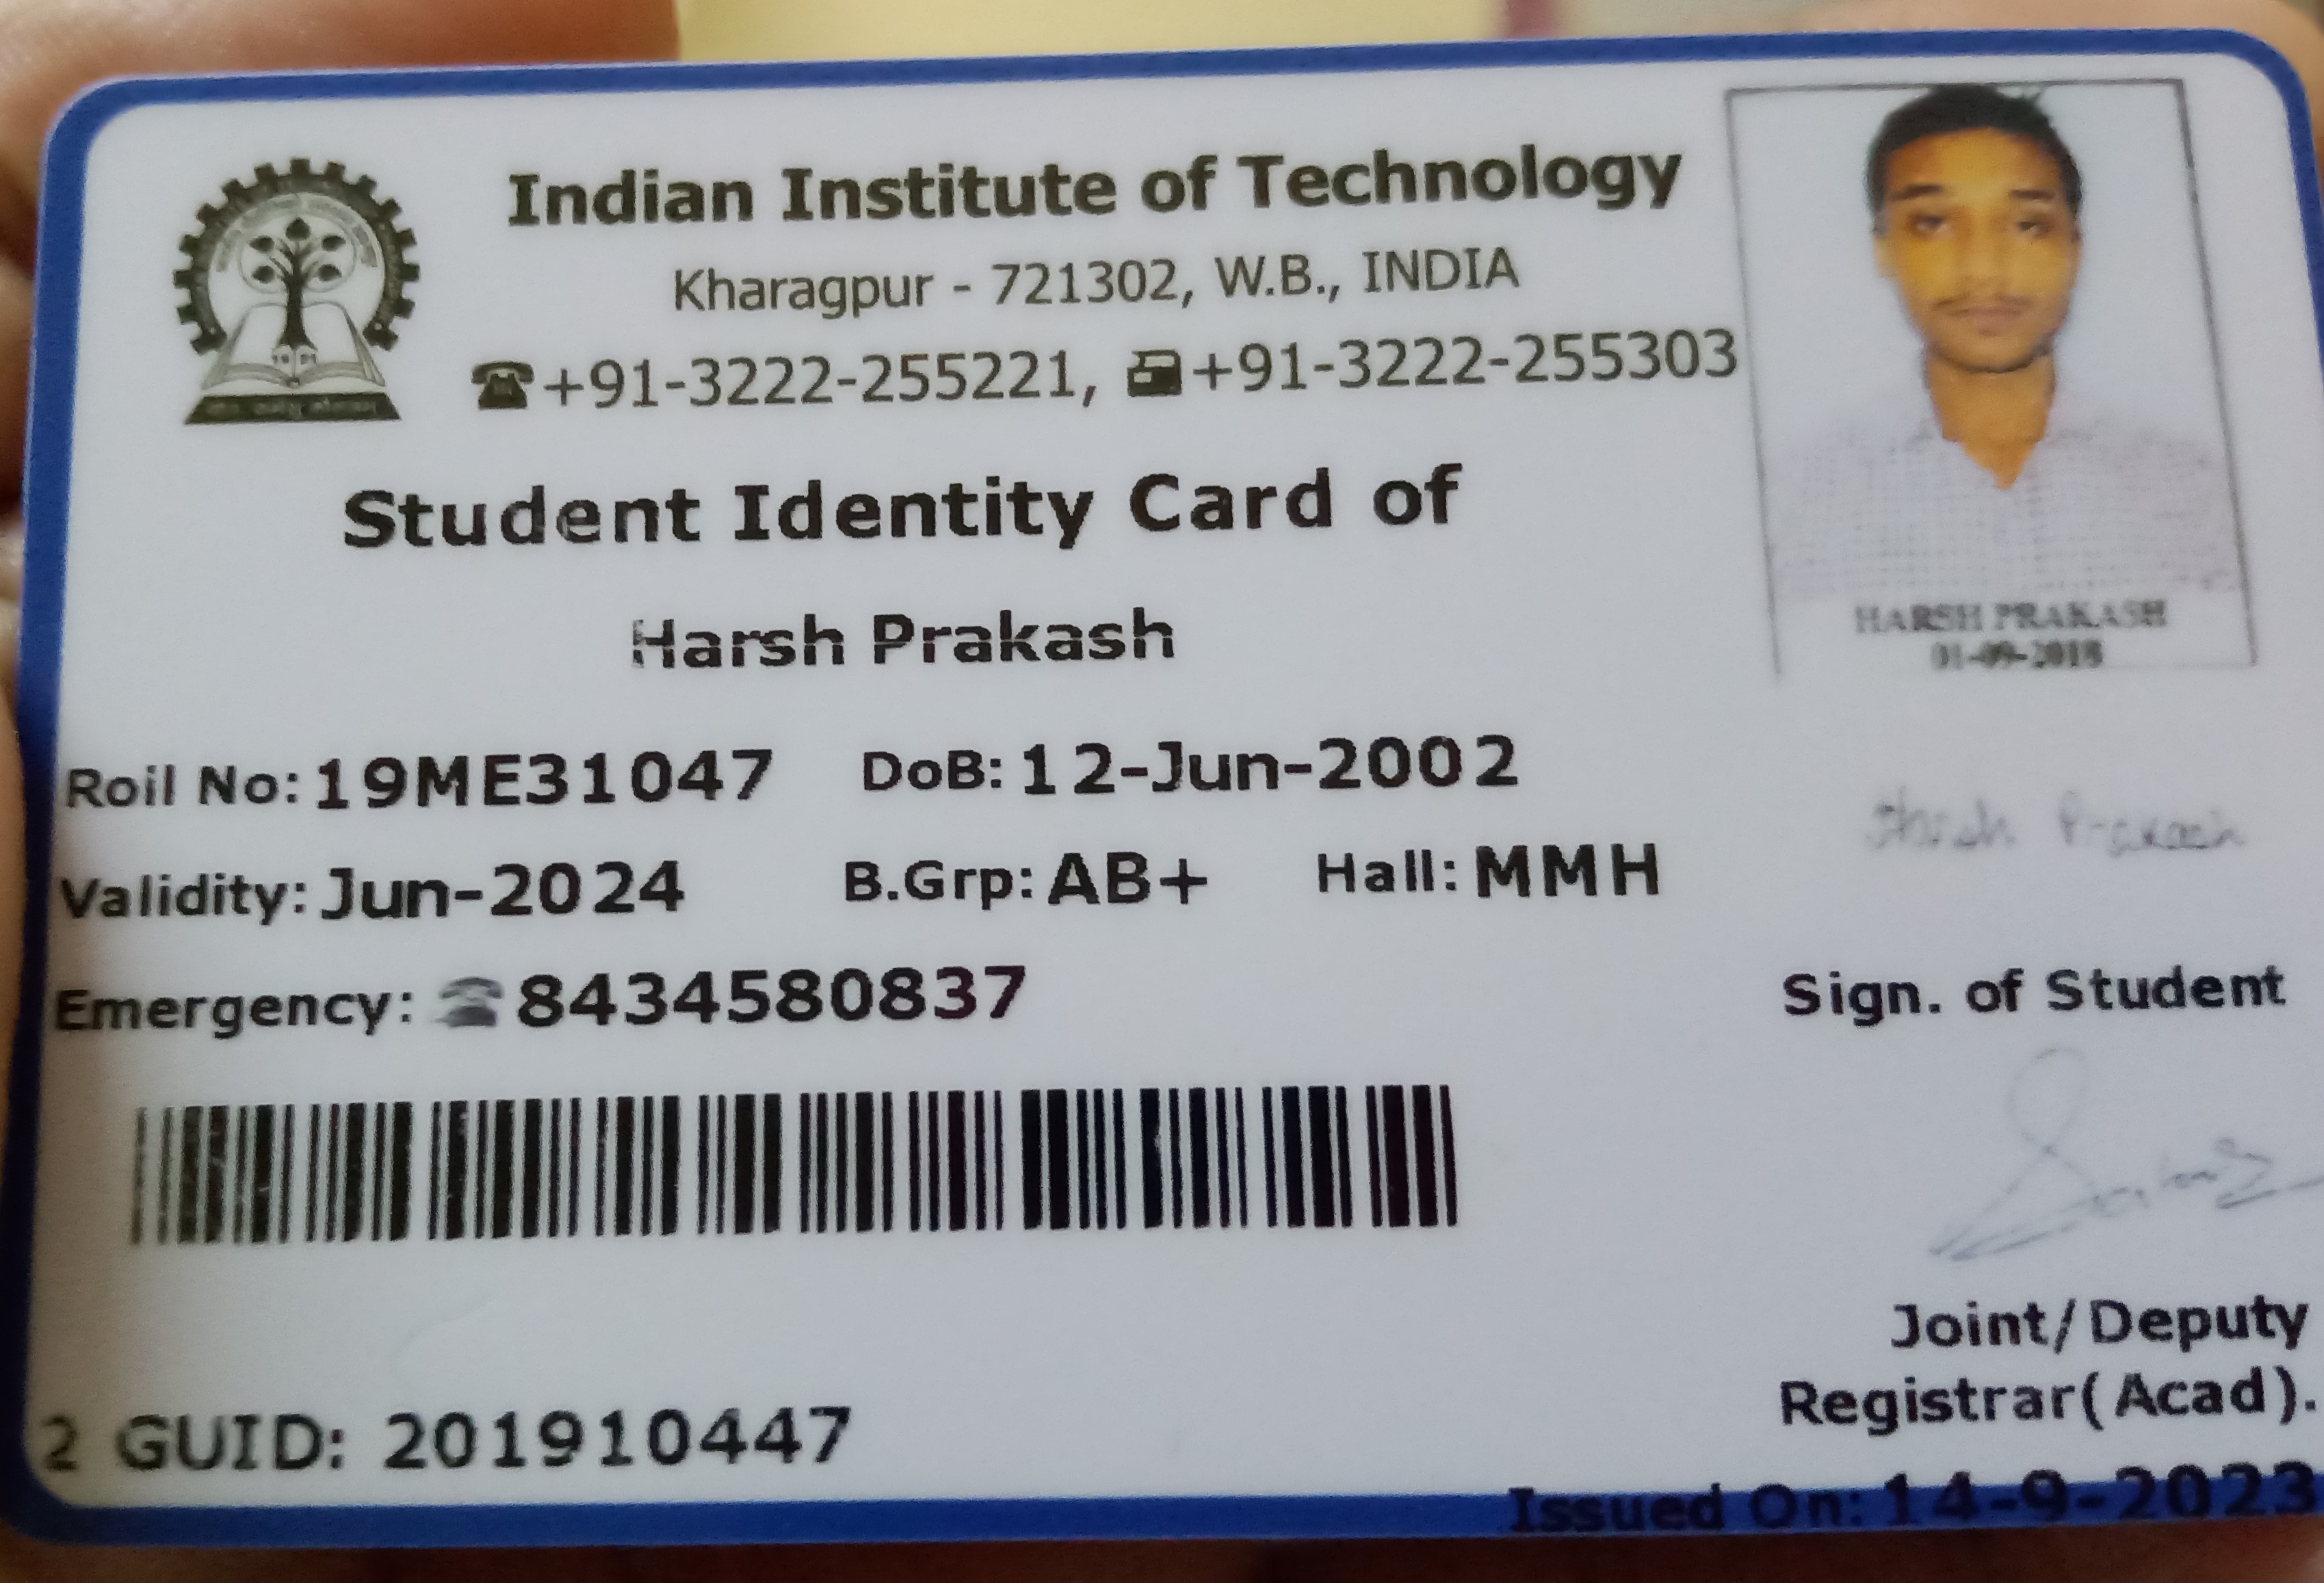 Indian Institute of Technology
Kharagpur - 721302, W.B., INDIA
+91-3222-255221, +91-3222-255303
HARSH PRAKASH
01-09-2018
Student Identity Card of
Harsh Prakash
Roll No: 19ME31047 DoB: 12-Jun-2002
Harsh Prakash
Validity: Jun-2024 B.Grp: AB+ Hall: MMH
Emergency: 8434580837
Sign. of Student
Joint/Deputy
Registrar(Acad).
2 GUID: 201910447
Issued On: 14-9-2023